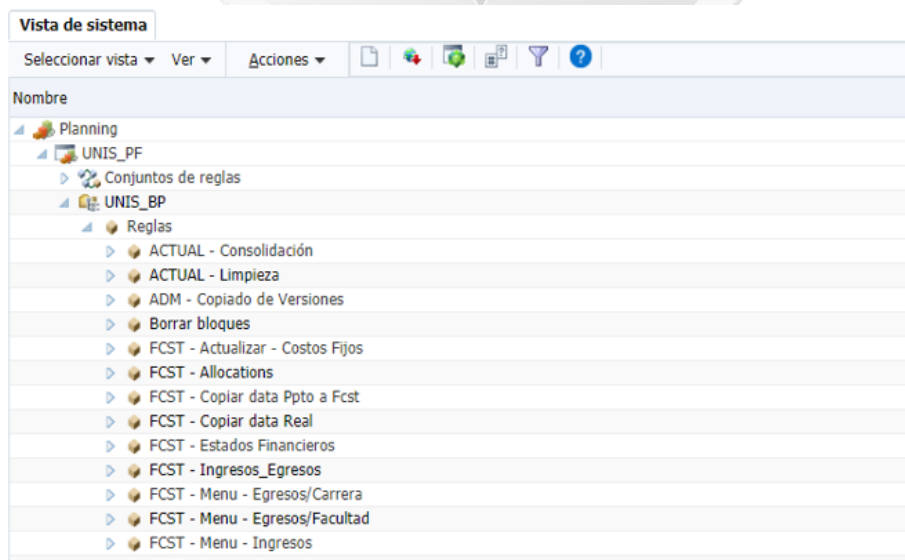 Vista de sistema
Seleccionar vista Ver Acciones
Nombre
Planning
UNIS_PF
Conjuntos de reglas
UNIS_BP
Reglas
ACTUAL - Consolidación
ACTUAL - Limpieza
ADM - Copiado de Versiones
Borrar bloques
FCST - Actualizar - Costos Fijos
FCST - Allocations
FCST - Copiar data Ppto a Fcst
FCST - Copiar data Real
FCST - Estados Financieros
FCST - Ingresos_Egresos
FCST - Menu - Egresos/Carrera
FCST - Menu - Egresos/Facultad
FCST - Menu - Ingresos